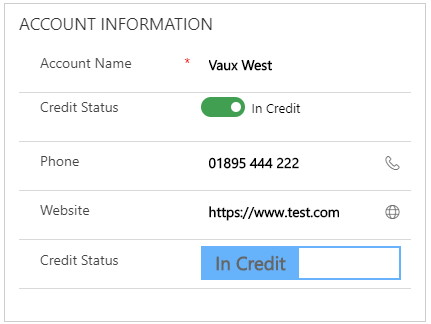 ACCOUNT INFORMATION
Account Name * Vaux West
Credit Status In Credit
Phone 01895 444 222
Website https://www.test.com
Credit Status In Credit